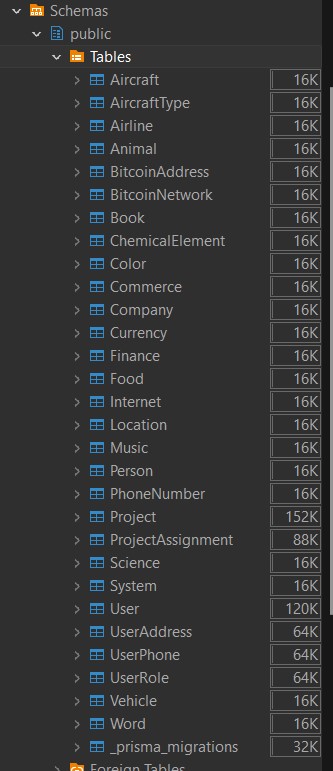 Schemas
public
Tables
Aircraft 16K
AircraftType 16K
Airline 16K
Animal 16K
BitcoinAddress 16K
BitcoinNetwork 16K
Book 16K
ChemicalElement 16K
Color 16K
Commerce 16K
Company 16K
Currency 16K
Finance 16K
Food 16K
Internet 16K
Location 16K
Music 16K
Person 16K
PhoneNumber 16K
Project 152K
ProjectAssignment 88K
Science 16K
System 16K
User 120K
UserAddress 64K
UserPhone 64K
UserRole 64K
Vehicle 16K
Word 16K
_prisma_migrations 32K
Foreign Tables